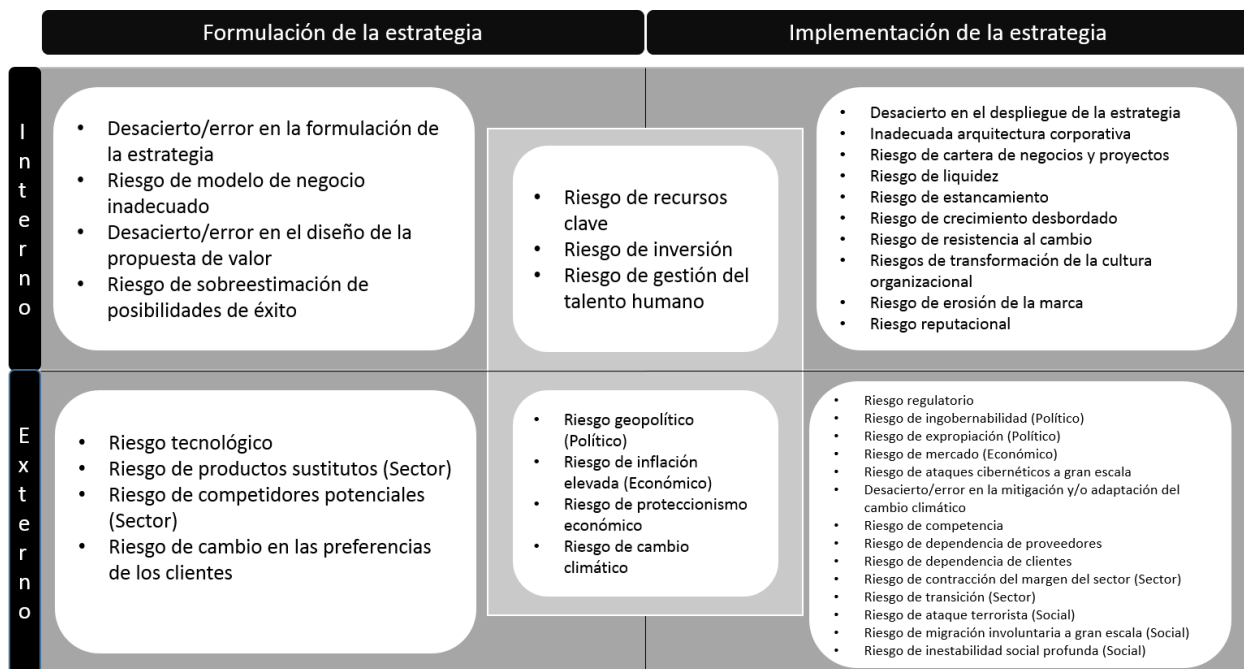 Formulación de la estrategia
Implementación de la estrategia
Interno
• Desacierto/error en la formulación de
la estrategia
• Riesgo de modelo de negocio
inadecuado
• Desacierto/error en el diseño de la
propuesta de valor
• Riesgo de sobreestimación de
posibilidades de éxito
• Riesgo de recursos
clave
• Riesgo de inversión
• Riesgo de gestión del
talento humano
• Desacierto en el despliegue de la estrategia
• Inadecuada arquitectura corporativa
• Riesgo de cartera de negocios y proyectos
• Riesgo de liquidez
• Riesgo de estancamiento
• Riesgo de crecimiento desbordado
• Riesgo de resistencia al cambio
• Riesgos de transformación de la cultura
organizacional
• Riesgo de erosión de la marca
• Riesgo reputacional
Externo
• Riesgo tecnológico
• Riesgo de productos sustitutos (Sector)
• Riesgo de competidores potenciales
(Sector)
• Riesgo de cambio en las preferencias
de los clientes
• Riesgo geopolítico
(Político)
• Riesgo de inflación
elevada (Económico)
• Riesgo de proteccionismo
económico
• Riesgo de cambio
climático
• Riesgo regulatorio
• Riesgo de ingobernabilidad (Político)
• Riesgo de expropiación (Político)
• Riesgo de mercado (Económico)
• Riesgo de ataques cibernéticos a gran escala
• Desacierto/error en la mitigación y/o adaptación del
cambio climático
• Riesgo de competencia
• Riesgo de dependencia de proveedores
• Riesgo de dependencia de clientes
• Riesgo de contracción del margen del sector (Sector)
• Riesgo de transición (Sector)
• Riesgo de ataque terrorista (Social)
• Riesgo de migración involuntaria a gran escala (Social)
• Riesgo de inestabilidad social profunda (Social)